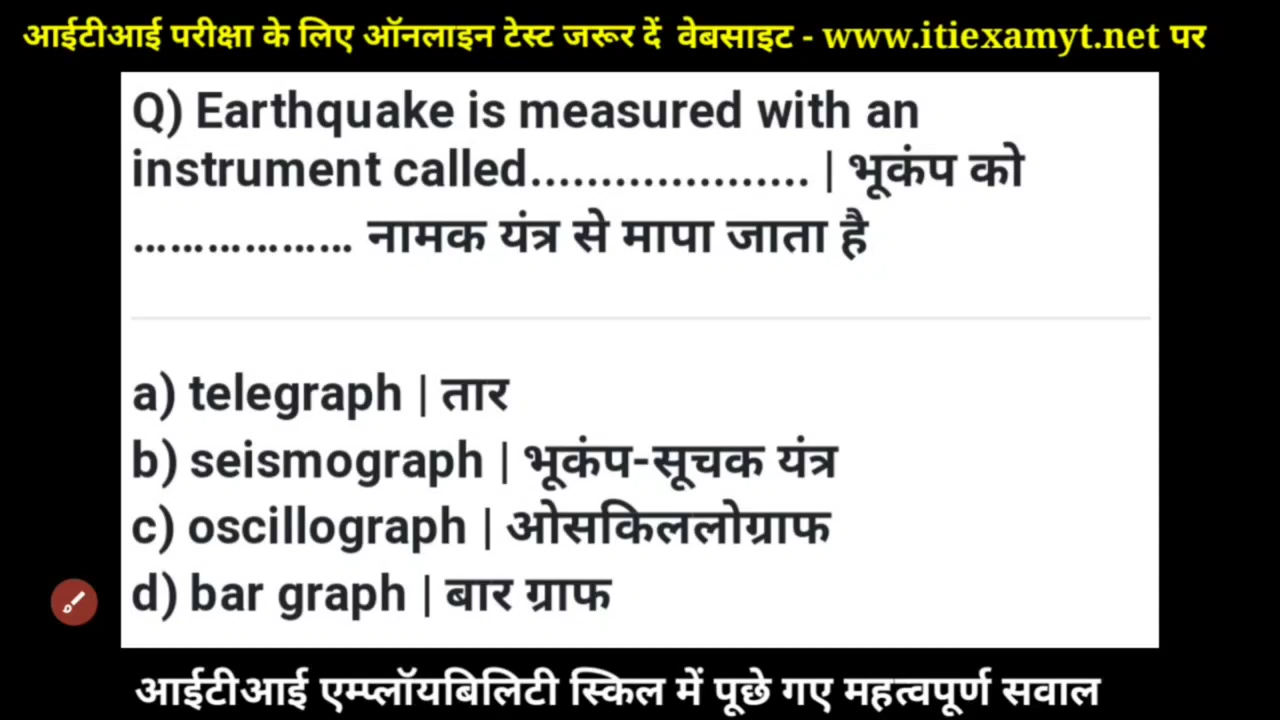 आईटीआई परीक्षा के लिए ऑनलाइन टेस्ट जरूर दें वेबसाइट - www.itiexamyt.net पर
Q) Earthquake is measured with an
instrument called.................... | भूकंप को
.................. नामक यंत्र से मापा जाता है
a) telegraph | तार
b) seismograph | भूकंप-सूचक यंत्र
c) oscillograph | ओसकिललोग्राफ
d) bar graph | बार ग्राफ
आईटीआई एम्प्लॉयबिलिटी स्किल में पूछे गए महत्वपूर्ण सवाल